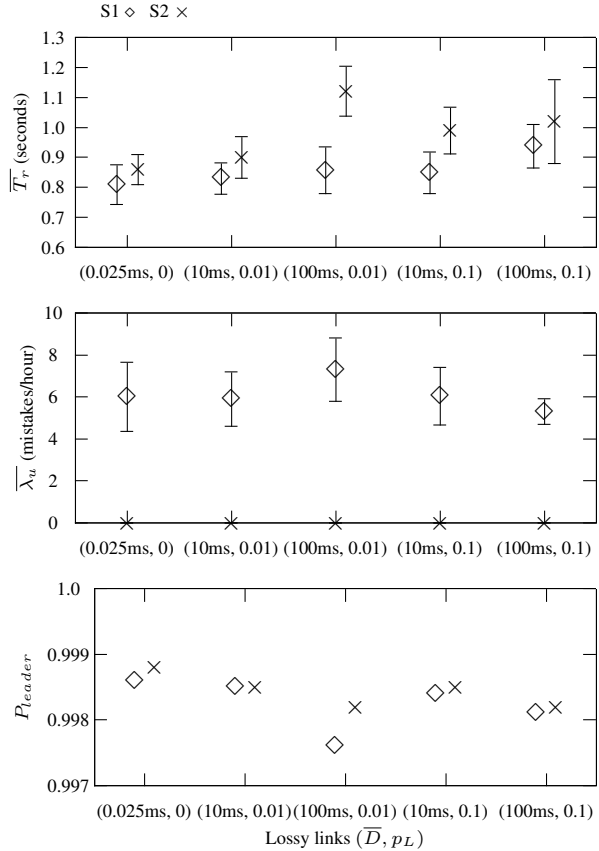 S1 ◇ S2 ×
1.3
1.2
1.1
1.0
0.9
0.8
0.7
0.6
T̅r (seconds)
(0.025ms, 0) (10ms, 0.01) (100ms, 0.01) (10ms, 0.1) (100ms, 0.1)
10
8
6
4
2
0
λ̅u (mistakes/hour)
(0.025ms, 0) (10ms, 0.01) (100ms, 0.01) (10ms, 0.1) (100ms, 0.1)
1.0
0.999
0.998
0.997
Pleader
(0.025ms, 0) (10ms, 0.01)(100ms, 0.01) (10ms, 0.1) (100ms, 0.1)
Lossy links (D̅, pL)